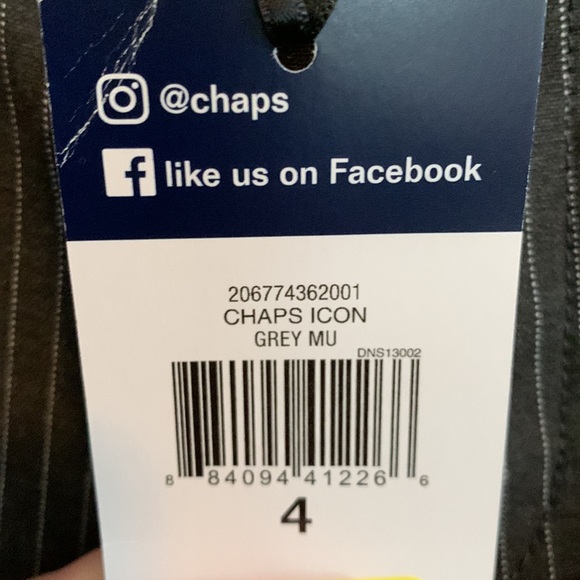 @chaps
like us on Facebook
206774362001
CHAPS ICON
GREY MU
DNS13002
8 84094 41226 6
4